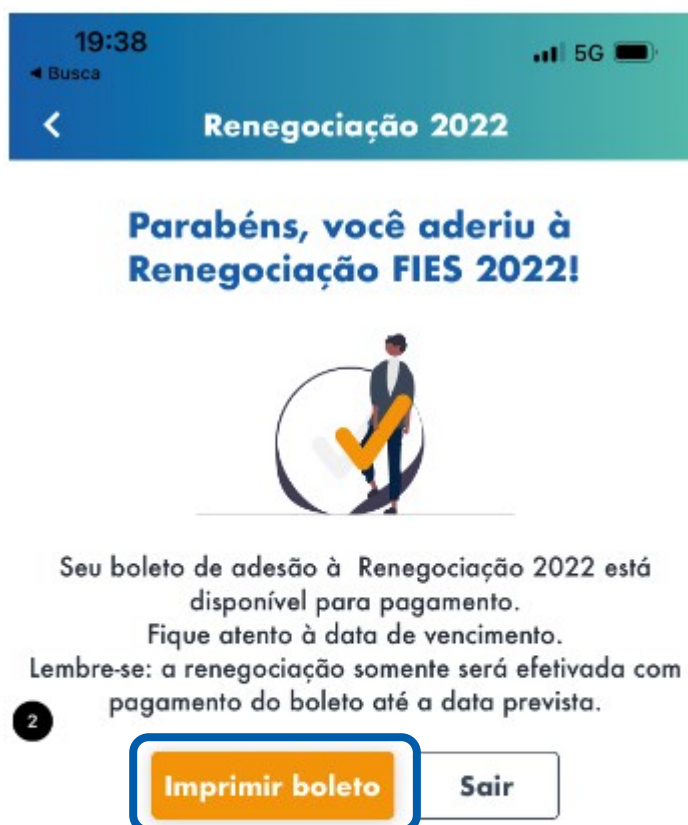 19:38
5G
◀ Busca
Renegociação 2022
Parabéns, você aderiu à
Renegociação FIES 2022!
Seu boleto de adesão à Renegociação 2022 está
disponível para pagamento.
Fique atento à data de vencimento.
Lembre-se: a renegociação somente será efetivada com
pagamento do boleto até a data prevista.
2
Imprimir boleto
Sair